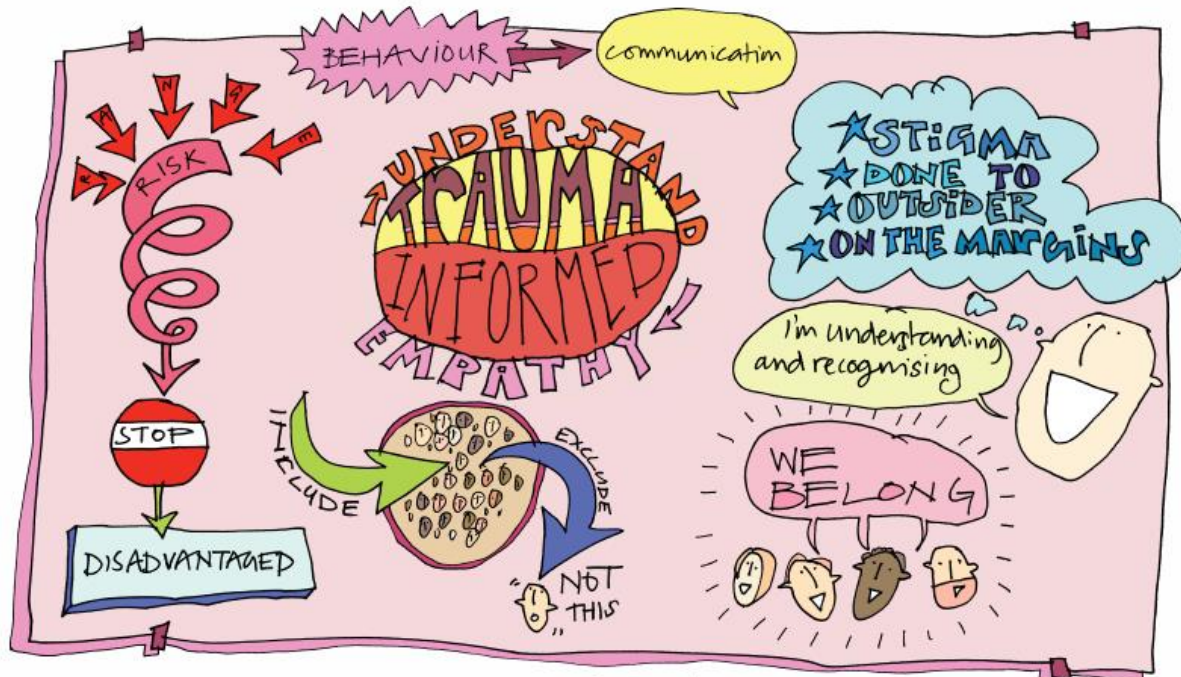 BEHAVIOUR
communication
R A N S E
RISK
STOP
DISADVANTAGED
UNDERSTAND
TRAUMA
INFORMED
EMPATHY
INCLUDE
EXCLUDE
NOT
THIS
STIGMA
DONE TO
OUTSIDER
ON THE MARGINS
I'm understanding
and recognising
WE
BELONG